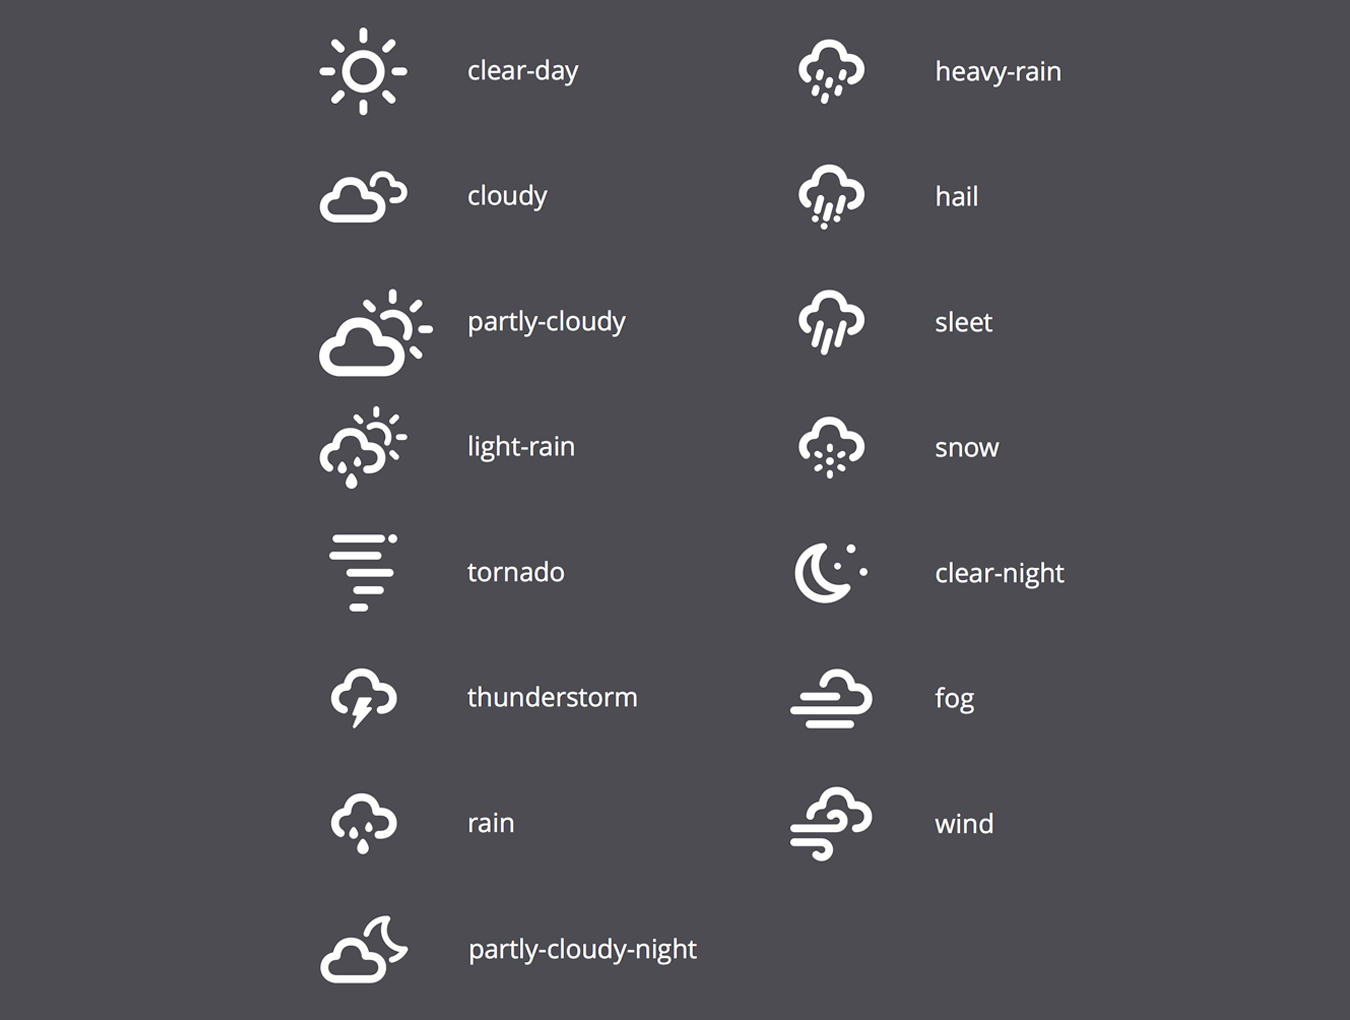 clear-day
cloudy
partly-cloudy
light-rain
tornado
thunderstorm
rain
partly-cloudy-night
heavy-rain
hail
sleet
snow
clear-night
fog
wind